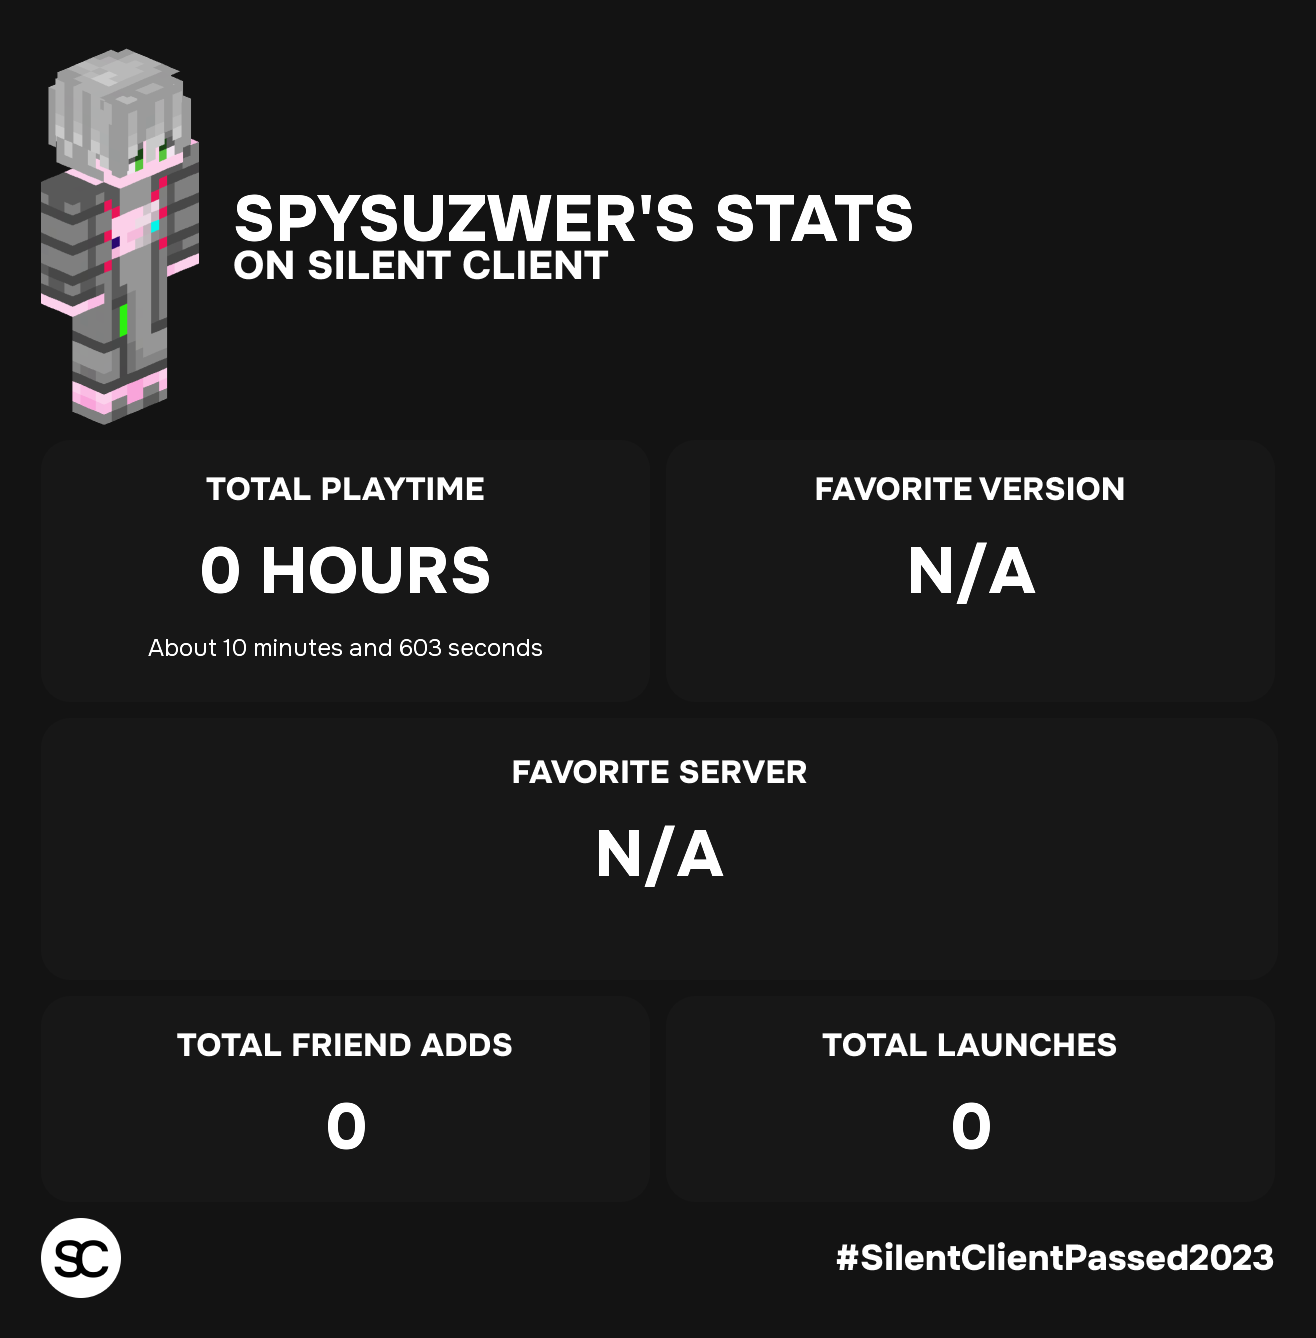 SPYSUZWER'S STATS
ON SILENT CLIENT
TOTAL PLAYTIME
0 HOURS
About 10 minutes and 603 seconds
FAVORITE VERSION
N/A
FAVORITE SERVER
N/A
TOTAL FRIEND ADDS
0
TOTAL LAUNCHES
0
SC
#SilentClientPassed2023